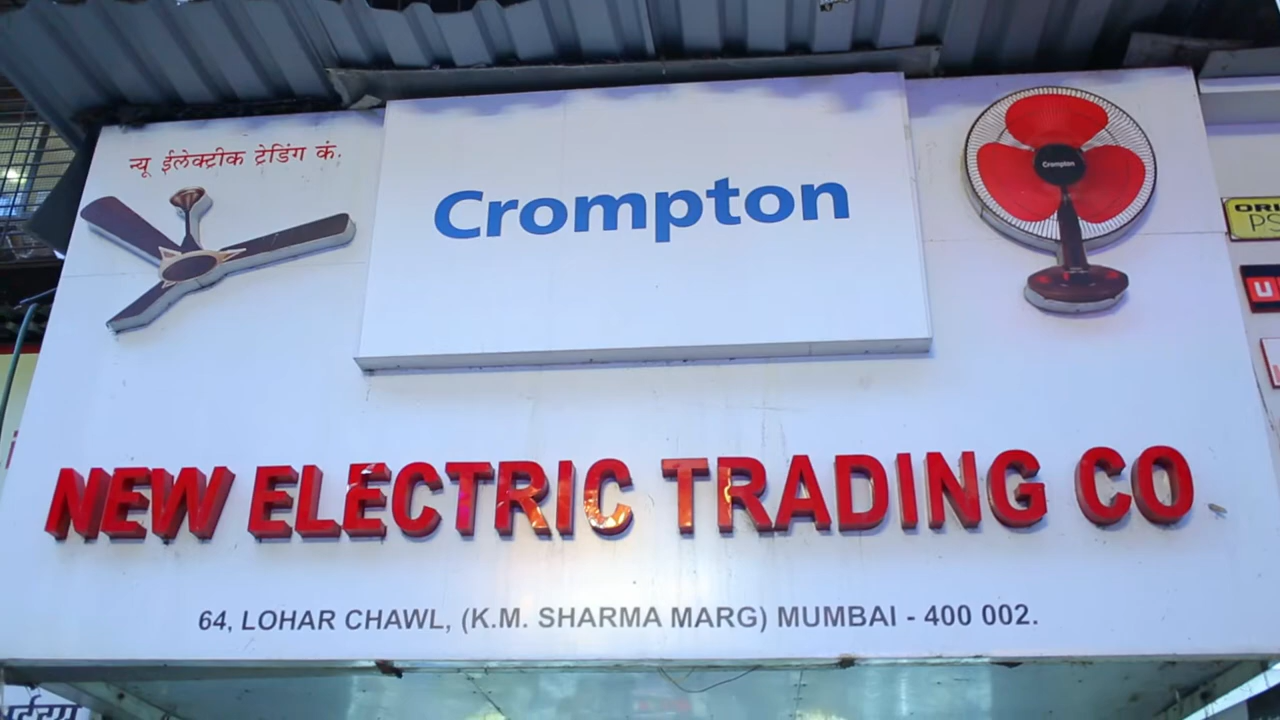 न्यू ईलेक्ट्रीक ट्रेडिंग कं.
Crompton
Crompton
NEW ELECTRIC TRADING CO
64, LOHAR CHAWL, (K.M. SHARMA MARG) MUMBAI - 400 002.